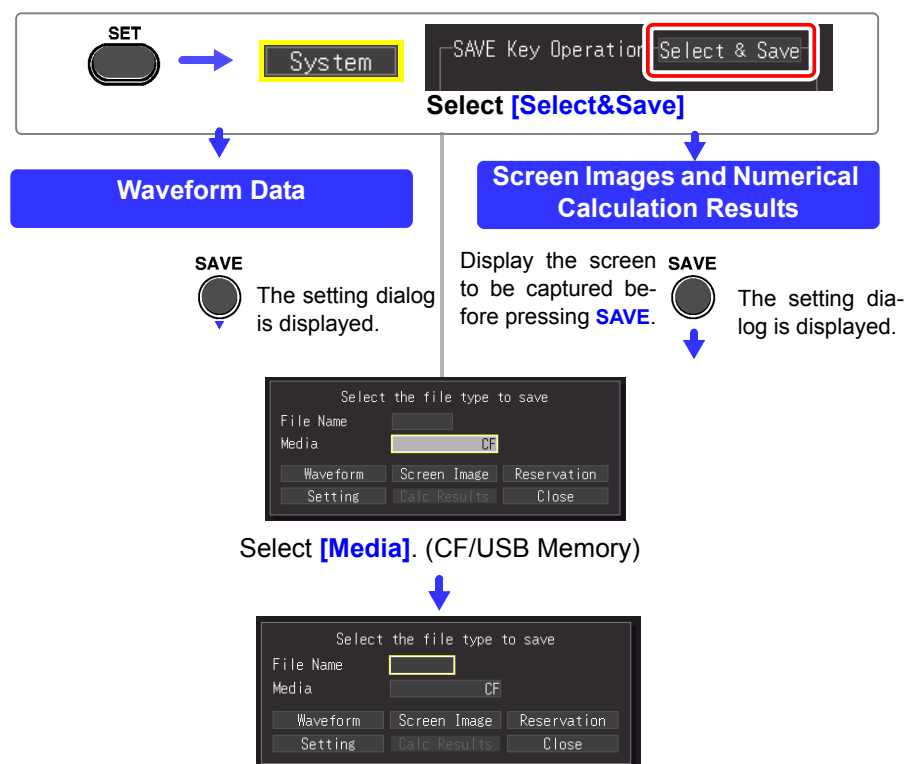 SET
System
SAVE Key Operation Select & Save
Select [Select&Save]
Waveform Data
SAVE
The setting dialog
is displayed.
Screen Images and Numerical
Calculation Results
Display the screen
to be captured be-
fore pressing SAVE.
SAVE
The setting dia-
log is displayed.
Select the file type to save
File Name
Media CF
Waveform Screen Image Reservation
Setting Calc Results Close
Select [Media]. (CF/USB Memory)
Select the file type to save
File Name
Media CF
Waveform Screen Image Reservation
Setting Calc Results Close